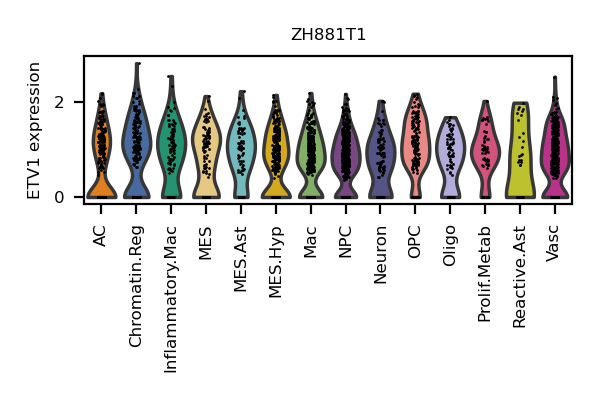 ZH881T1
ETV1 expression
2
0
AC
Chromatin.Reg
Inflammatory.Mac
MES
MES.Ast
MES.Hyp
Mac
NPC
Neuron
OPC
Oligo
Prolif.Metab
Reactive.Ast
Vasc